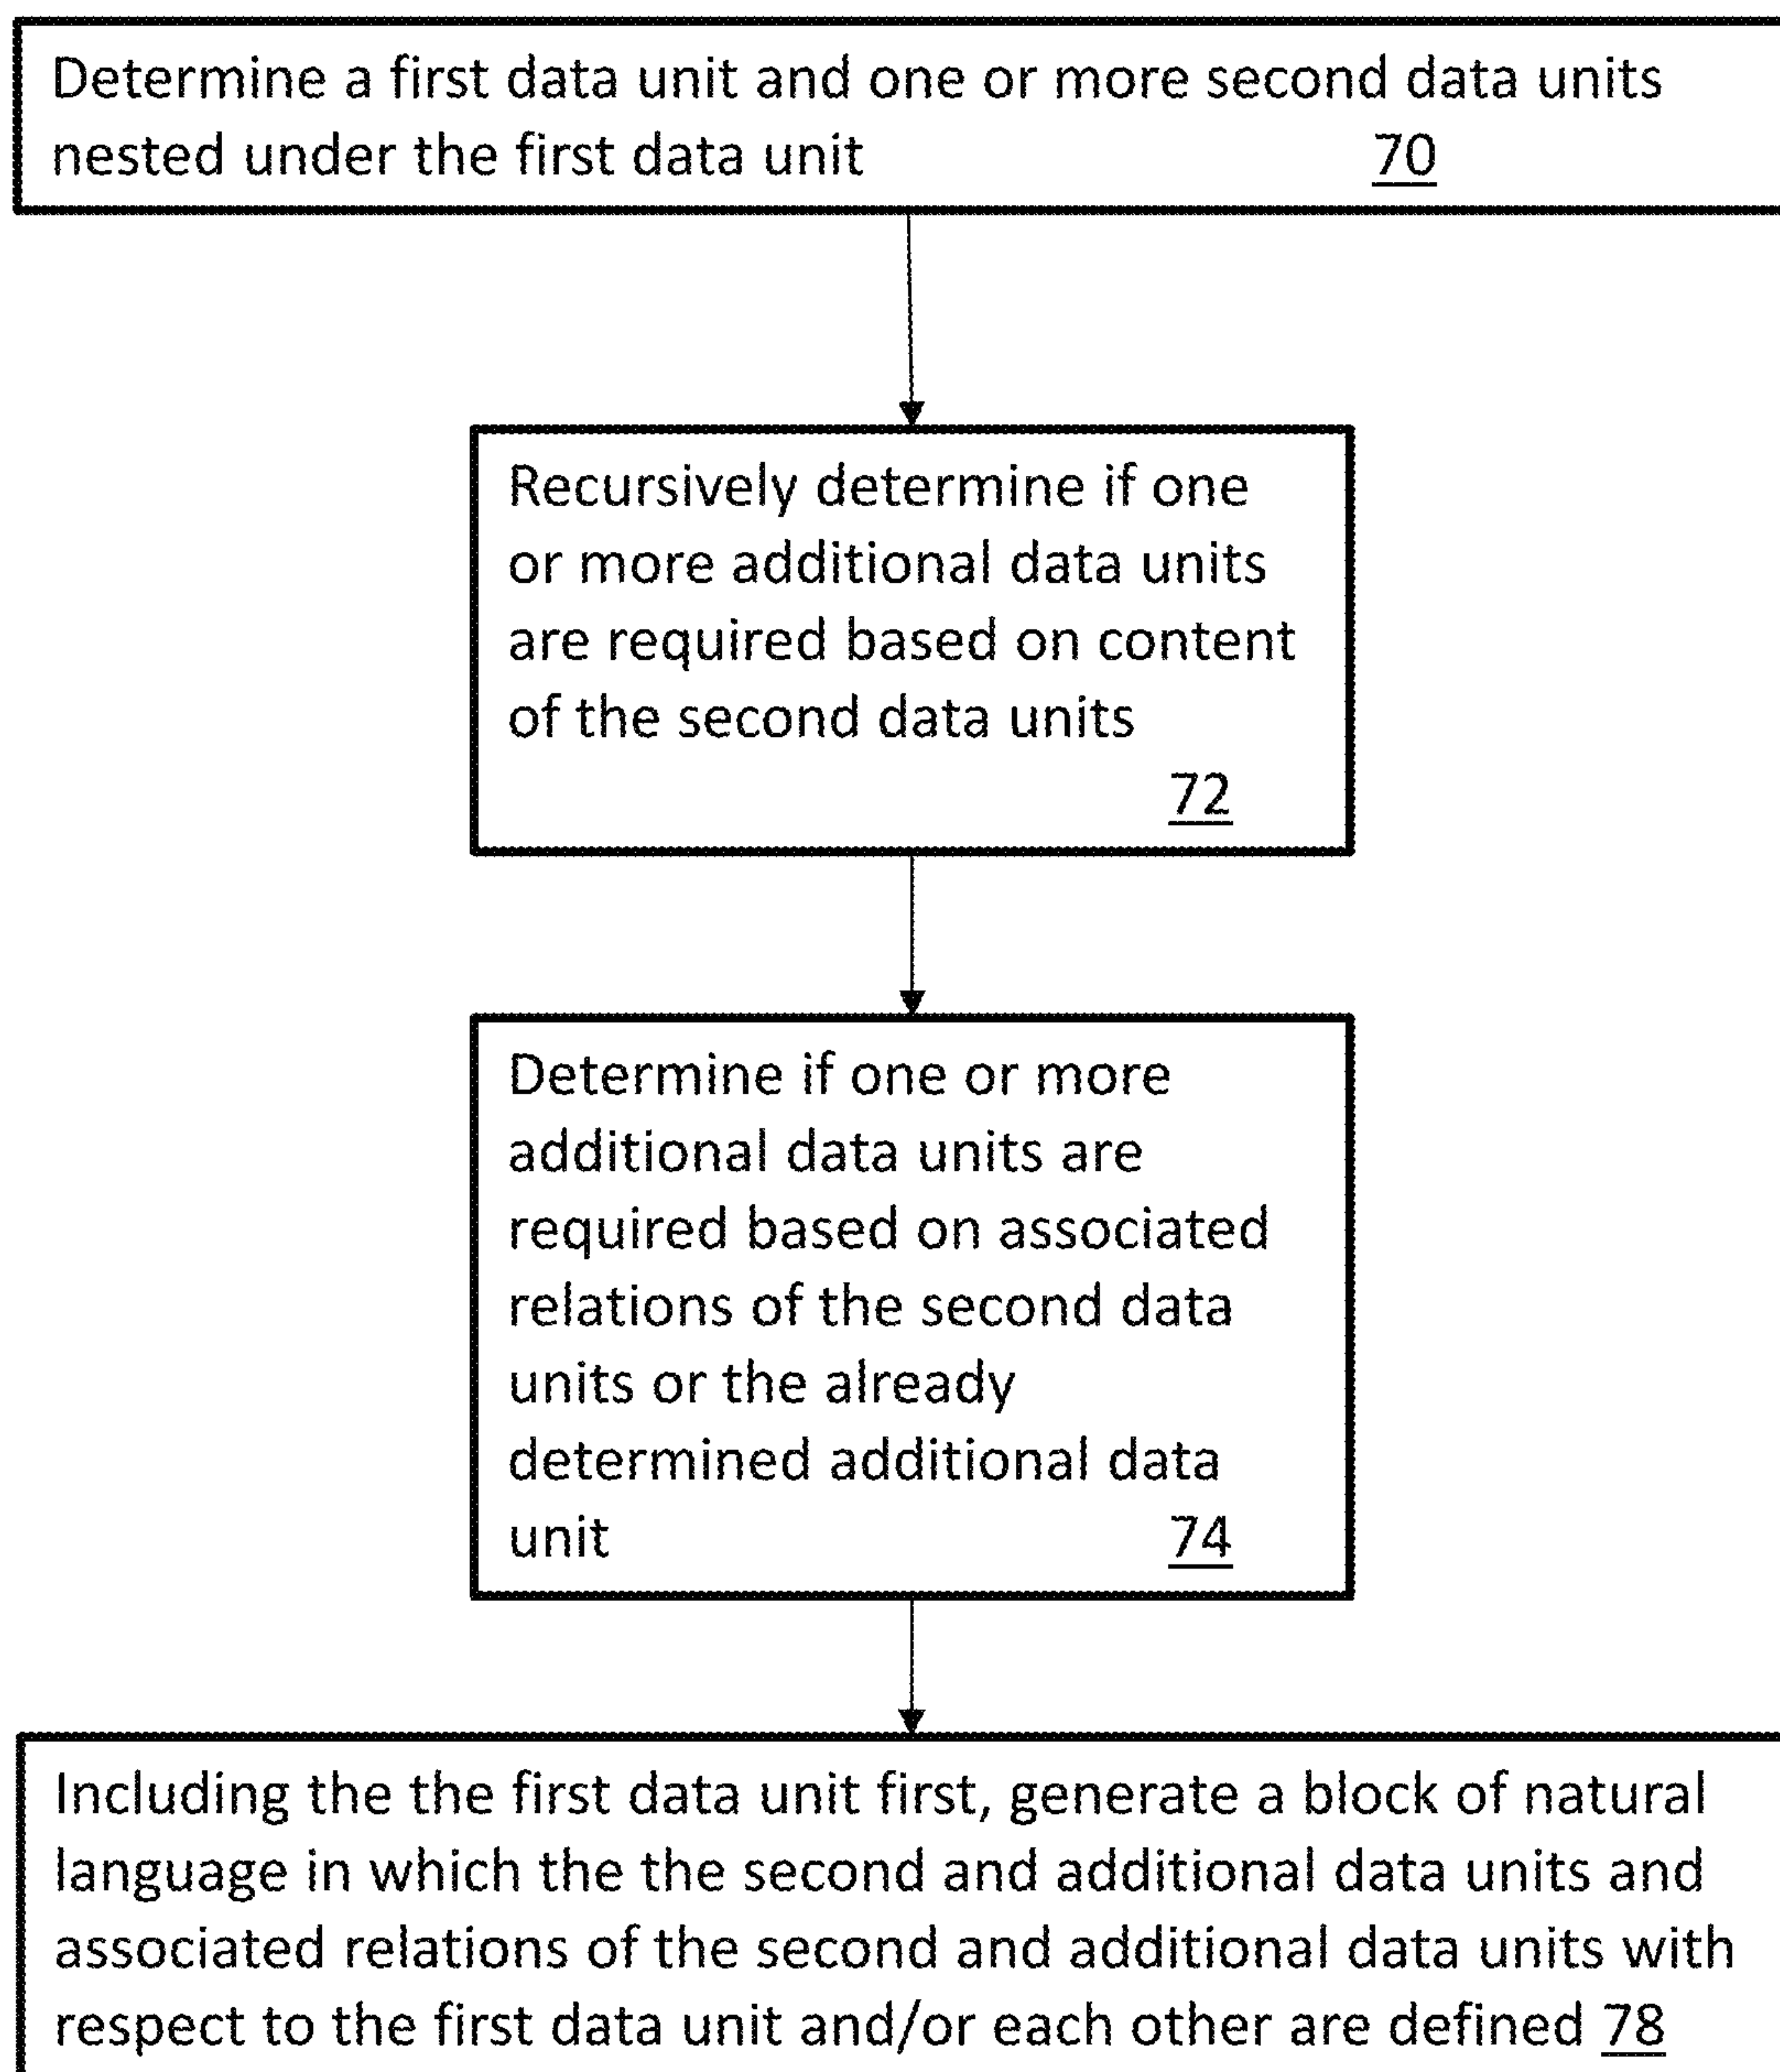 Determine a first data unit and one or more second data units
nested under the first data unit 70
Recursively determine if one
or more additional data units
are required based on content
of the second data units
72
Determine if one or more
additional data units are
required based on associated
relations of the second data
units or the already
determined additional data
unit 74
Including the the first data unit first, generate a block of natural
language in which the the second and additional data units and
associated relations of the second and additional data units with
respect to the first data unit and/or each other are defined 78